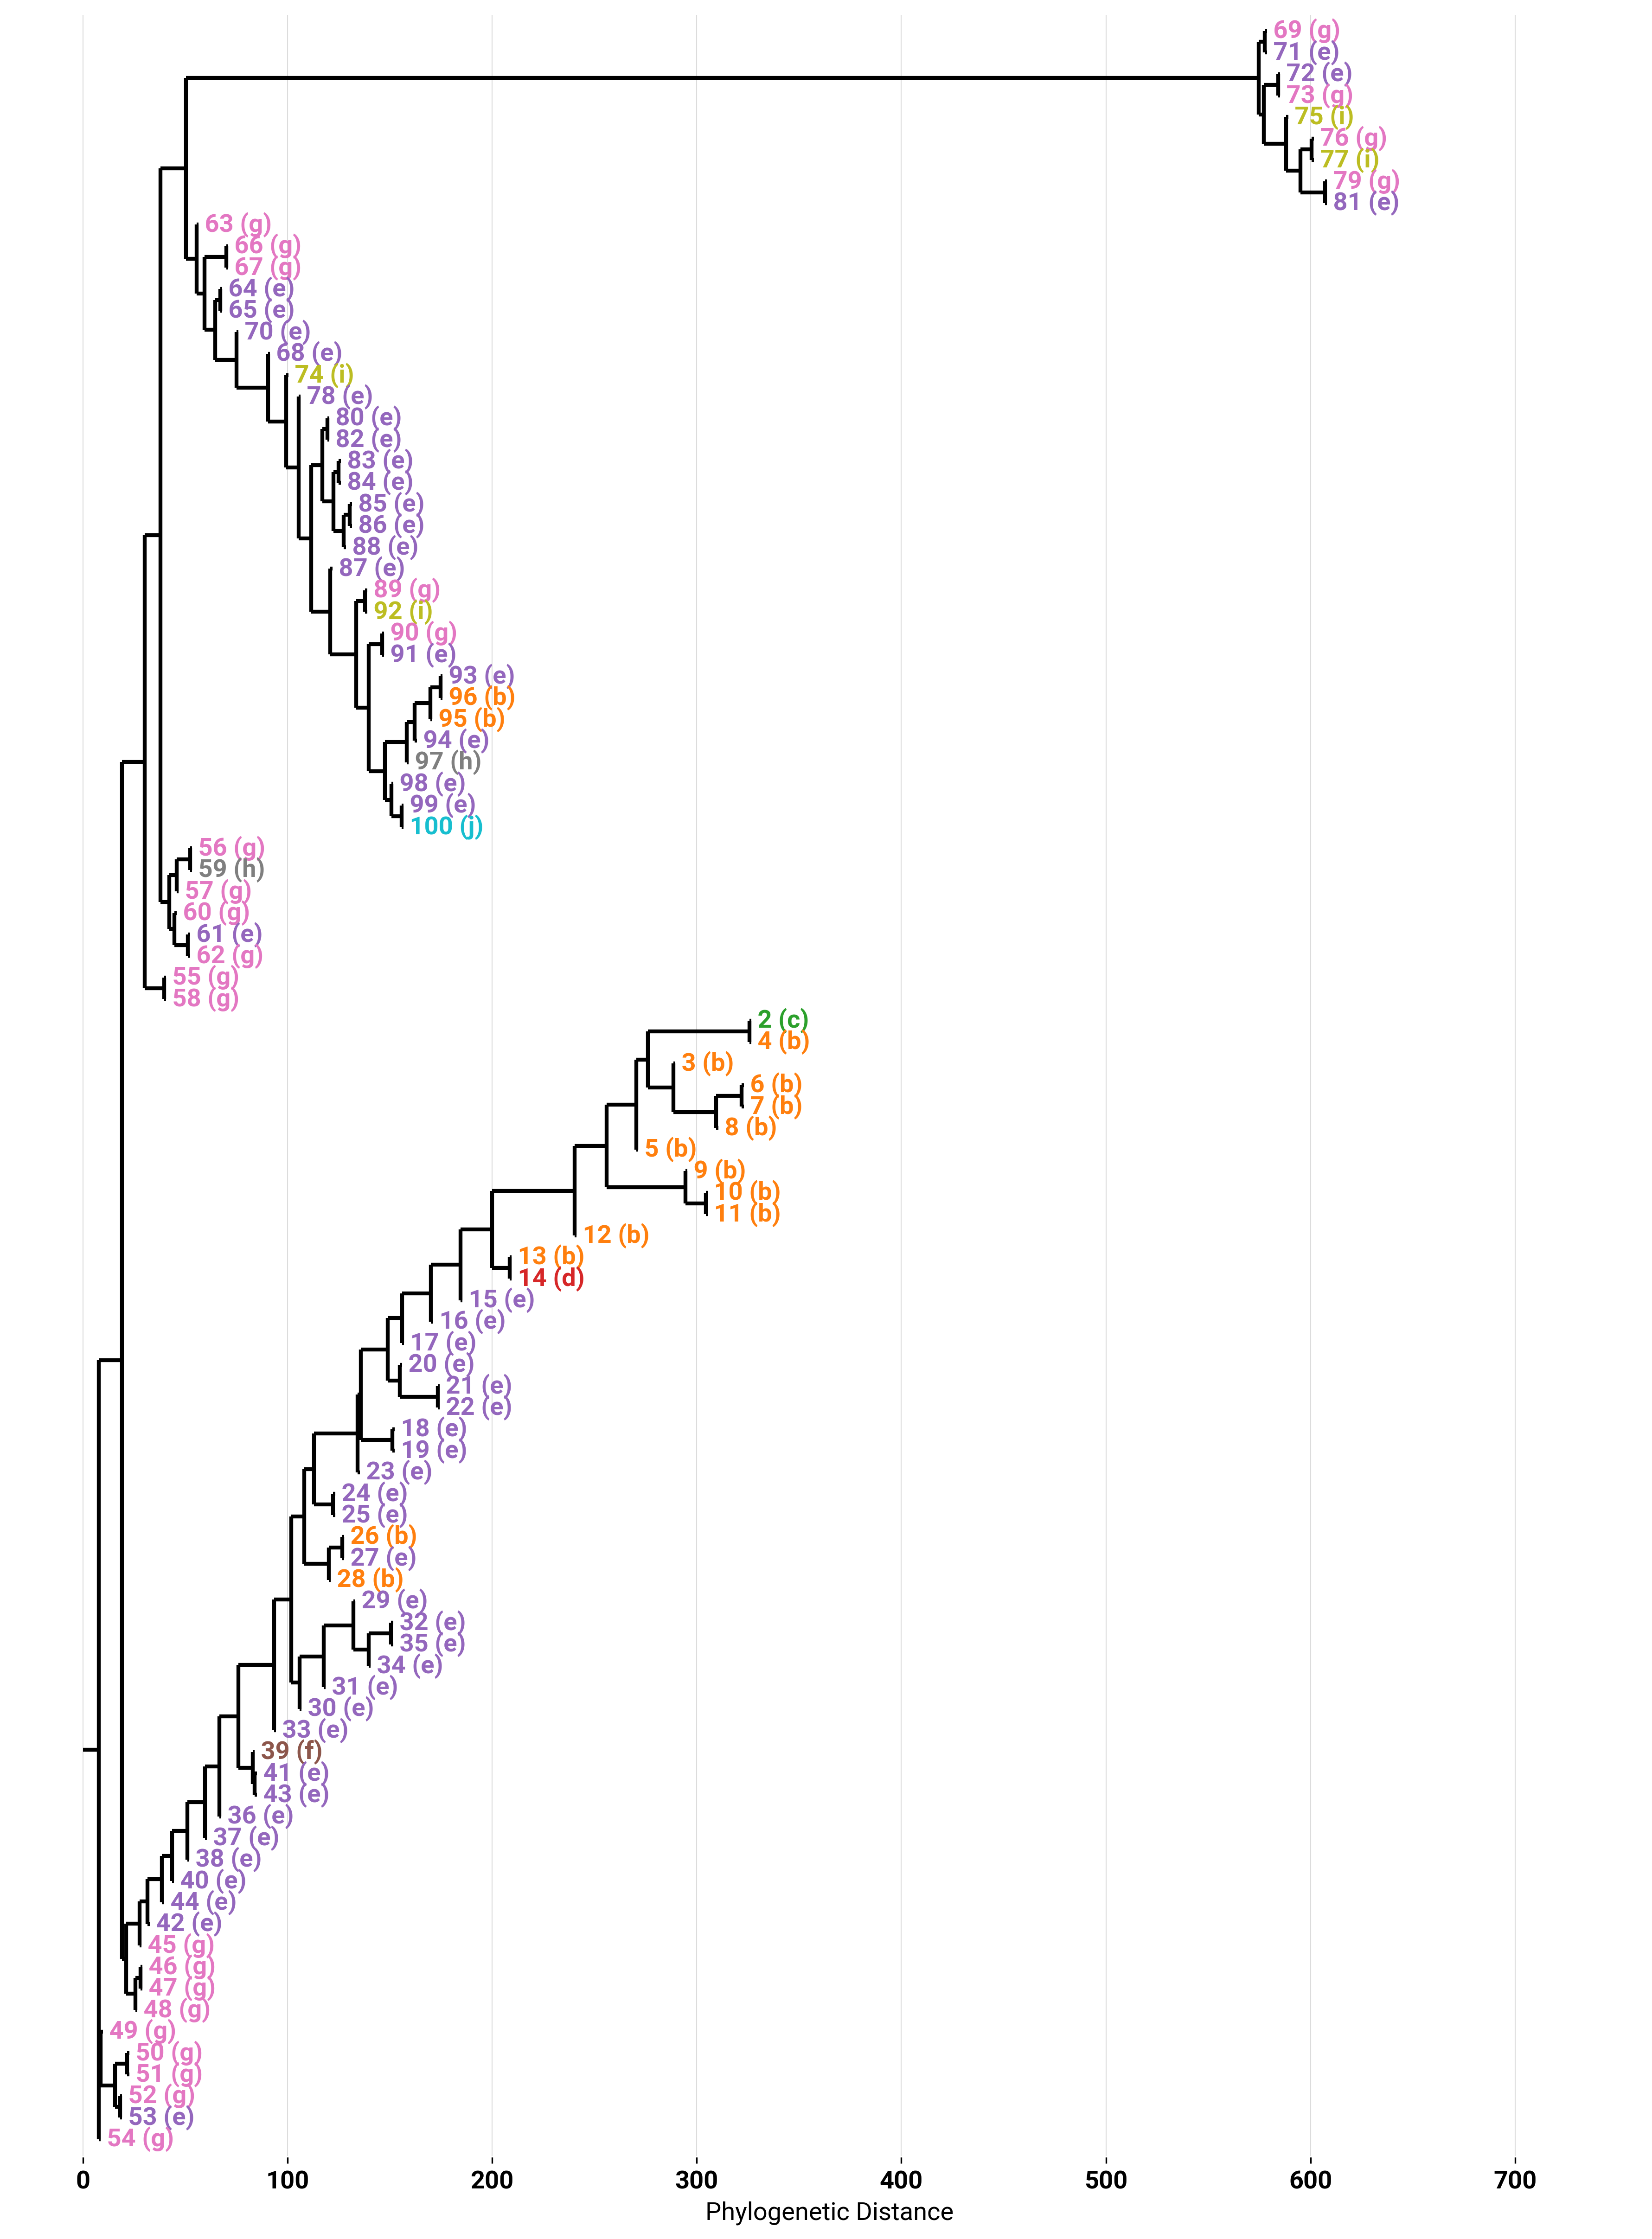 69 (g)
71 (e)
72 (e)
73 (g)
75 (i)
76 (g)
77 (i)
79 (g)
81 (e)
63 (g)
66 (g)
67 (g)
64 (e)
65 (e)
70 (e)
68 (e)
74 (i)
78 (e)
80 (e)
82 (e)
83 (e)
84 (e)
85 (e)
86 (e)
88 (e)
87 (e)
89 (g)
92 (i)
90 (g)
91 (e)
93 (e)
96 (b)
95 (b)
94 (e)
97 (h)
98 (e)
99 (e)
100 (j)
56 (g)
59 (h)
57 (g)
60 (g)
61 (e)
62 (g)
55 (g)
58 (g)
2 (c)
4 (b)
3 (b)
6 (b)
7 (b)
8 (b)
5 (b)
9 (b)
10 (b)
11 (b)
12 (b)
13 (b)
14 (d)
15 (e)
16 (e)
17 (e)
20 (e)
21 (e)
22 (e)
18 (e)
19 (e)
23 (e)
24 (e)
25 (e)
26 (b)
27 (e)
28 (b)
29 (e)
32 (e)
35 (e)
34 (e)
31 (e)
30 (e)
33 (e)
39 (f)
41 (e)
43 (e)
36 (e)
37 (e)
38 (e)
40 (e)
44 (e)
42 (e)
45 (g)
46 (g)
47 (g)
48 (g)
49 (g)
50 (g)
51 (g)
52 (g)
53 (e)
54 (g)
0 100 200 300 400 500 600 700
Phylogenetic Distance